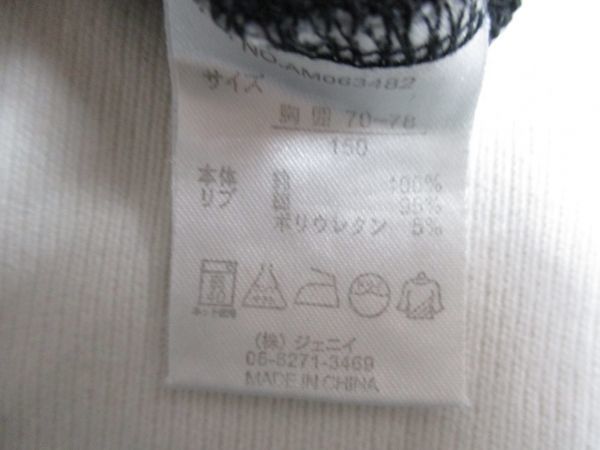 NO.AM063482
サイズ
胸囲 70-78
150
本体 綿 100%
リブ 綿 95%
ポリウレタン 5%
(株) ジェニイ
06-6271-3469
MADE IN CHINA